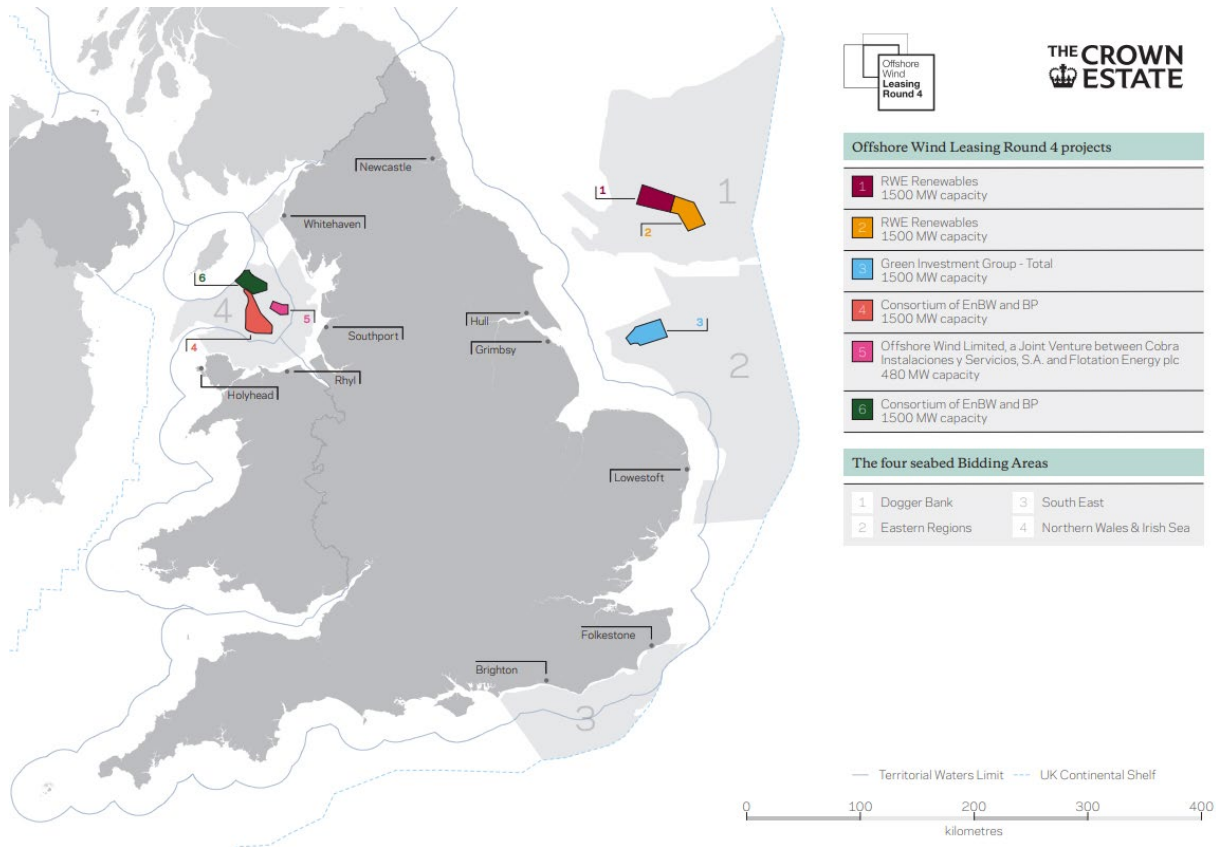 Offshore
Wind
Leasing
Round 4
THE CROWN
ESTATE
Offshore Wind Leasing Round 4 projects
1
RWE Renewables
1500 MW capacity
2
RWE Renewables
1500 MW capacity
3
Green Investment Group - Total
1500 MW capacity
4
Consortium of EnBW and BP
1500 MW capacity
5
Offshore Wind Limited, a Joint Venture between Cobra
Instalaciones y Servicios, S.A. and Flotation Energy plc
480 MW capacity
6
Consortium of EnBW and BP
1500 MW capacity
The four seabed Bidding Areas
1 Dogger Bank
3 South East
2 Eastern Regions
4 Northern Wales & Irish Sea
Newcastle
1
1
Whitehaven
2
6
4
5
3
Hull
Southport
Grimsby
4
2
Rhyl
Holyhead
Lowestoft
Folkestone
Brighton
3
Territorial Waters Limit
UK Continental Shelf
0 100 200 300 400
kilometres